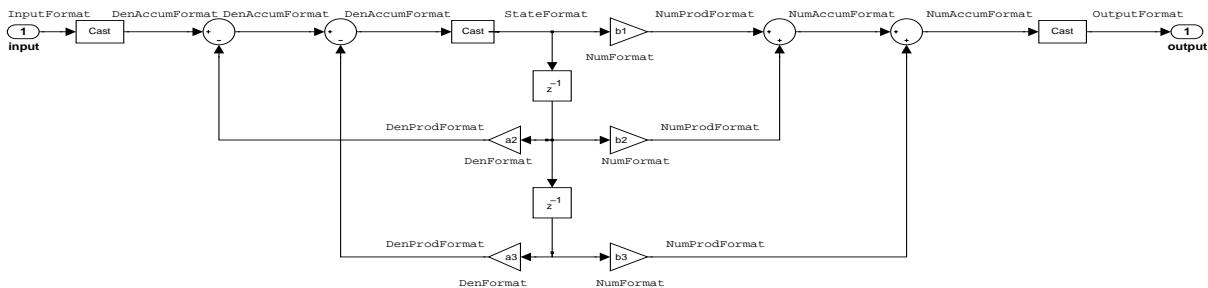 InputFormat DenAccumFormat DenAccumFormat DenAccumFormat StateFormat NumProdFormat NumAccumFormat NumAccumFormat OutputFormat
1 Cast + − + − Cast b1 + + + + Cast 1
input NumFormat output
z⁻¹
DenProdFormat NumProdFormat
a2 b2
DenFormat NumFormat
z⁻¹
DenProdFormat NumProdFormat
a3 b3
DenFormat NumFormat